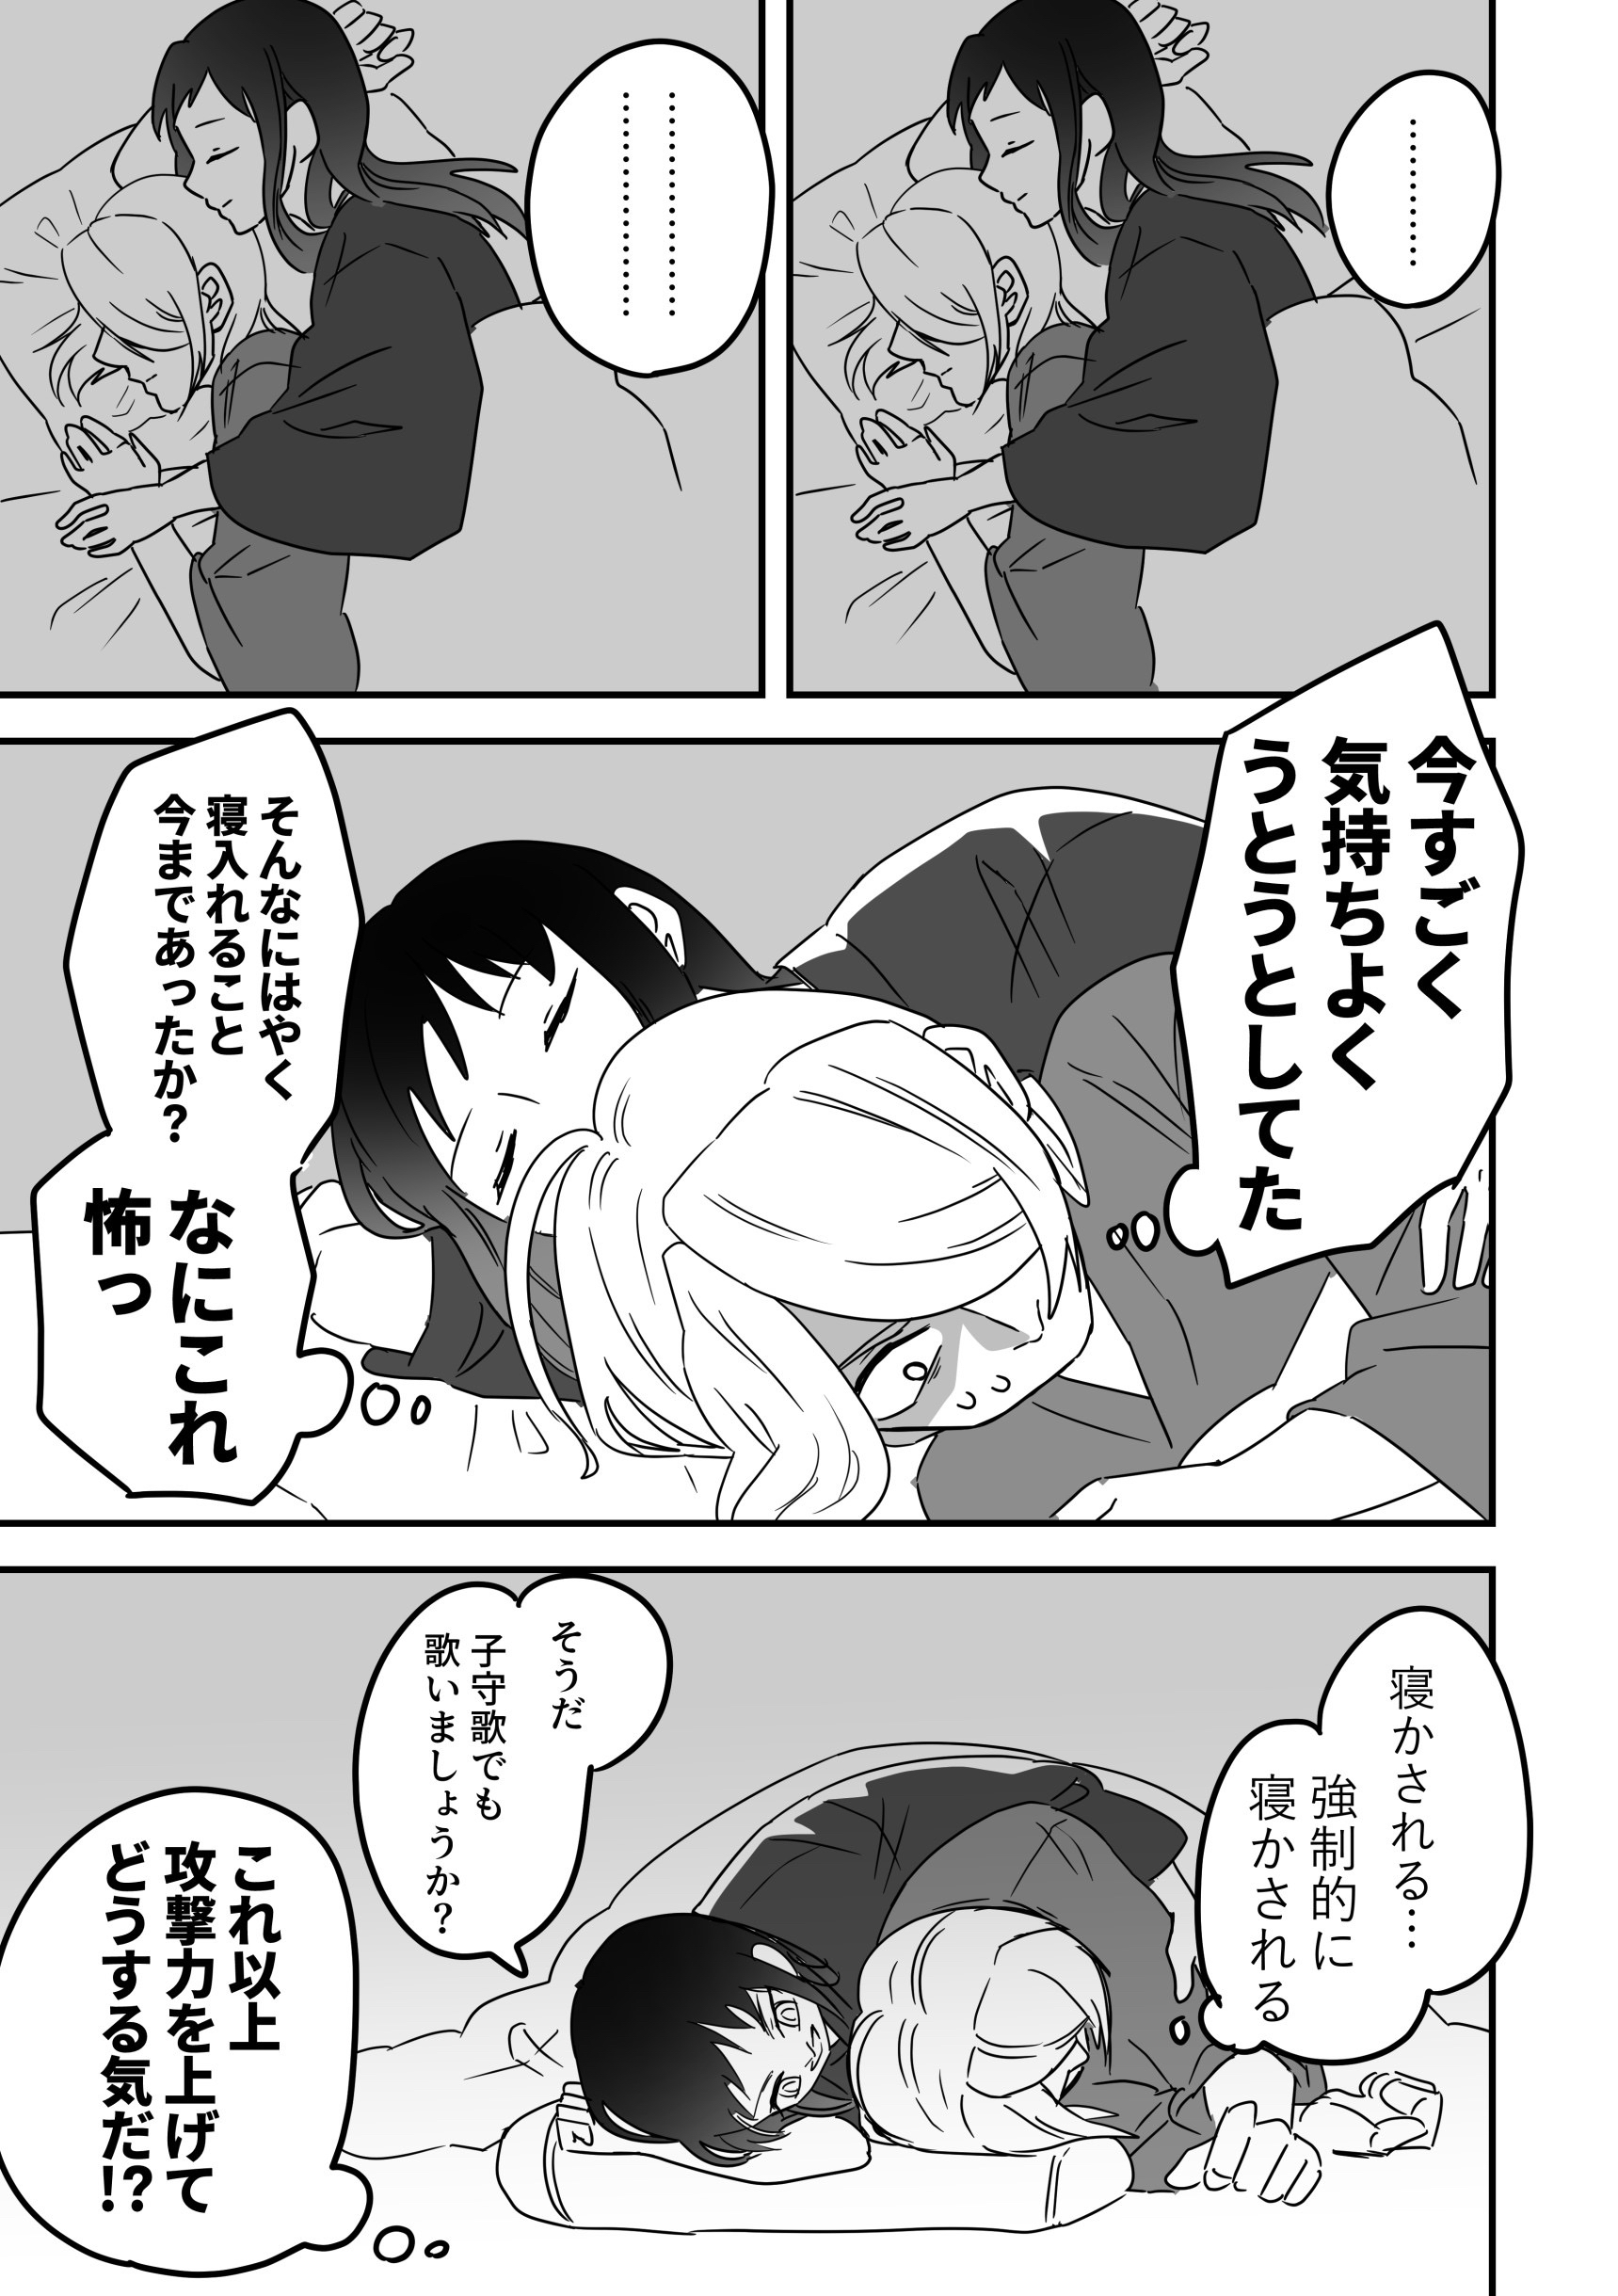 …………
……………………
……………………
今すごく
気持ちよく
うとうとしてた
そんなにはやく
寝入れること
今まであったか？
なにこれ
怖っ
寝かされる…
強制的に
寝かされる
そうだ
子守歌でも
歌いましょうか？
これ以上
攻撃力を上げて
どうする気だ!?